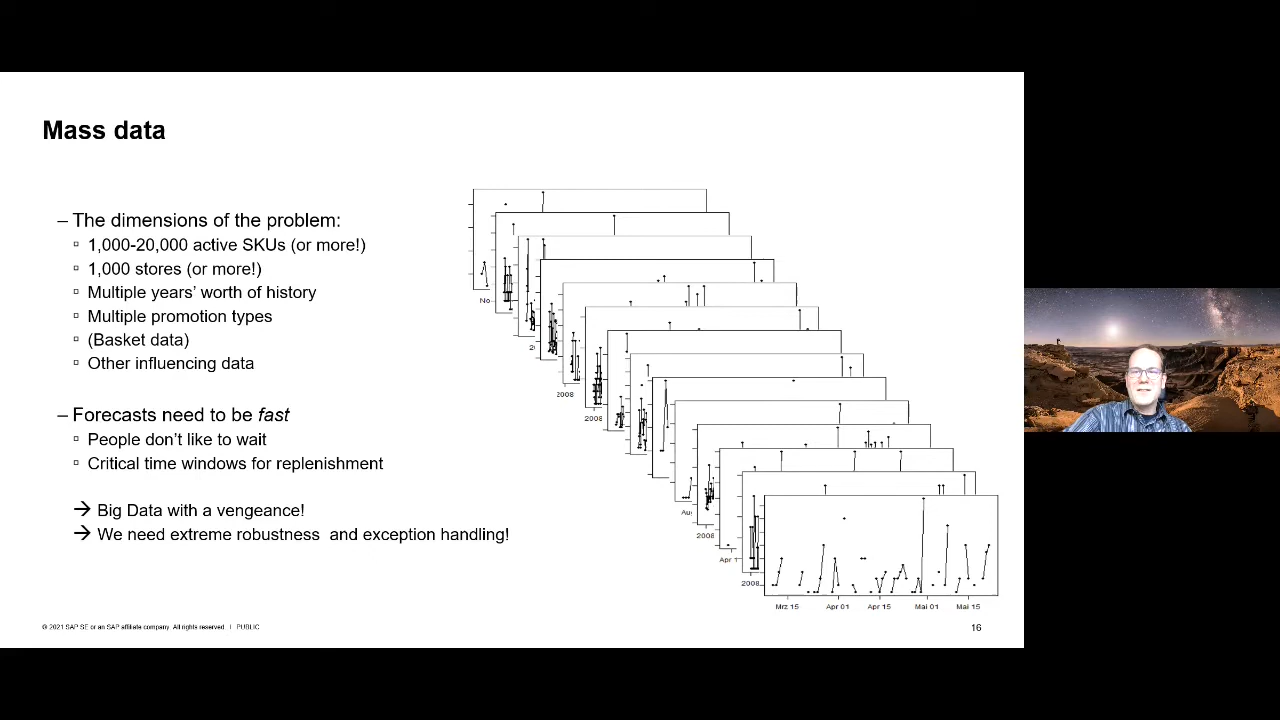 Mass data
– The dimensions of the problem:
▫ 1,000-20,000 active SKUs (or more!)
▫ 1,000 stores (or more!)
▫ Multiple years’ worth of history
▫ Multiple promotion types
▫ (Basket data)
▫ Other influencing data
– Forecasts need to be fast
▫ People don’t like to wait
▫ Critical time windows for replenishment
→ Big Data with a vengeance!
→ We need extreme robustness and exception handling!
No
2008
2008
Au
2008
Apr 1
2008
Mrz 15 Apr 01 Apr 15 Mai 01 Mai 15
© 2021 SAP SE or an SAP affiliate company. All rights reserved. I PUBLIC
16